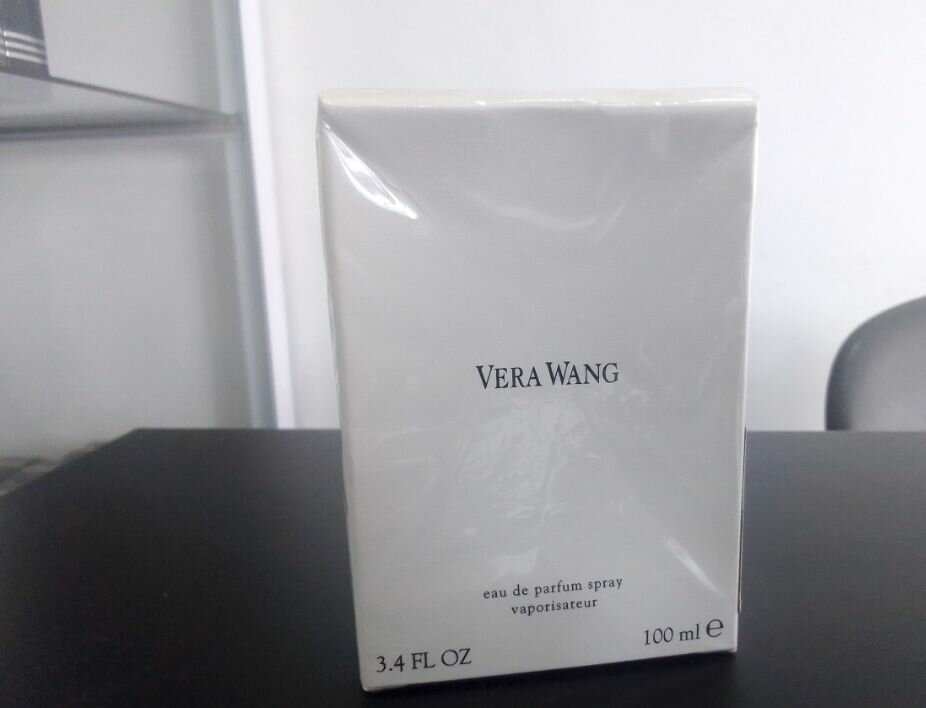 VERA WANG
eau de parfum spray
vaporisateur
3.4 FL OZ
100 ml ℮